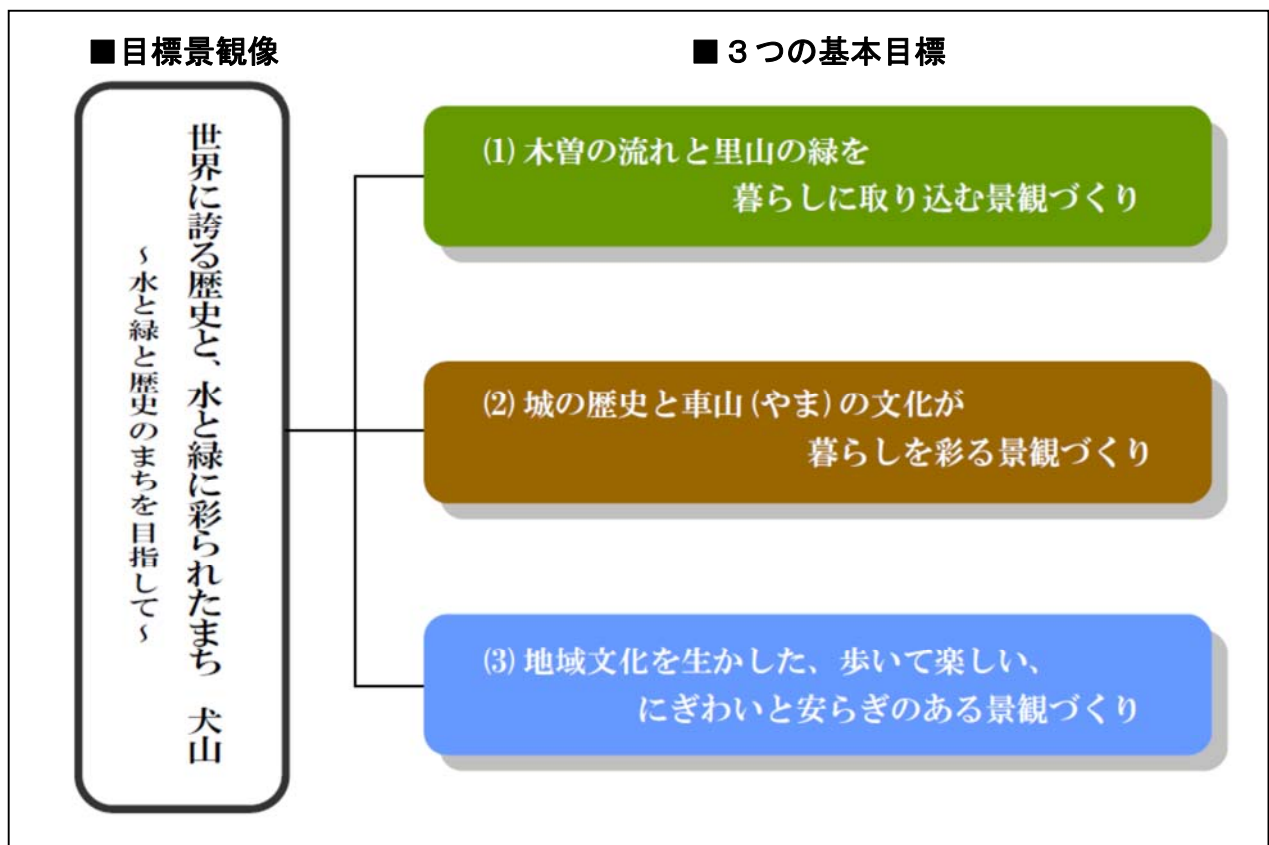 ■目標景観像
世界に誇る歴史と、水と緑に彩られたまち　犬山
~水と緑と歴史のまちを目指して~
■３つの基本目標
(1) 木曽の流れと里山の緑を
暮らしに取り込む景観づくり
(2) 城の歴史と車山(やま)の文化が
暮らしを彩る景観づくり
(3) 地域文化を生かした、歩いて楽しい、
にぎわいと安らぎのある景観づくり